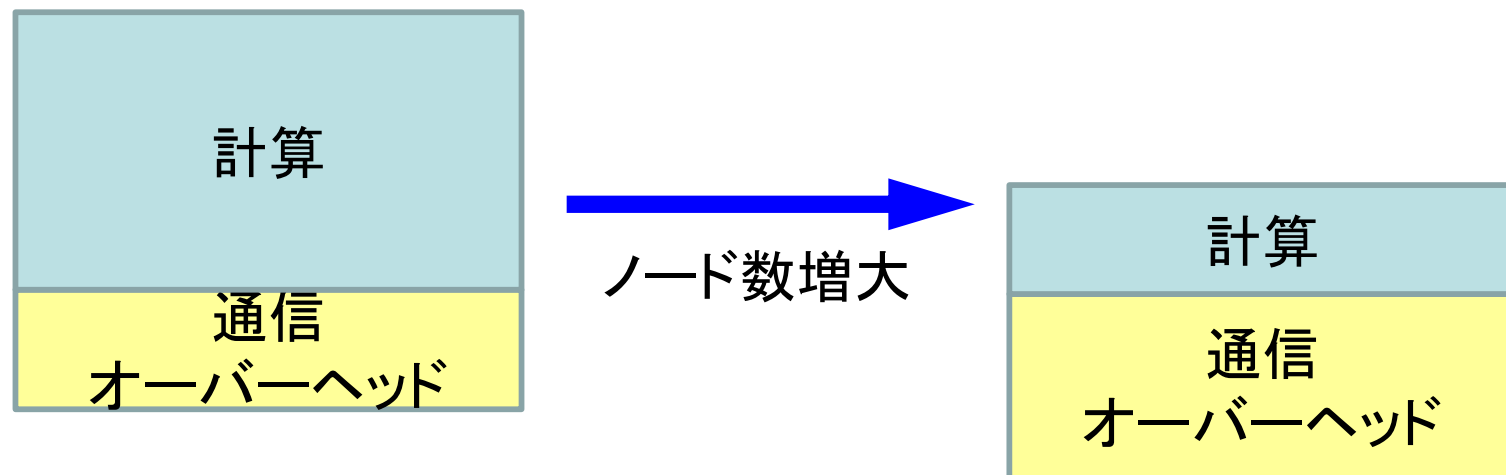 計算
通信
オーバーヘッド
ノード数増大
計算
通信
オーバーヘッド